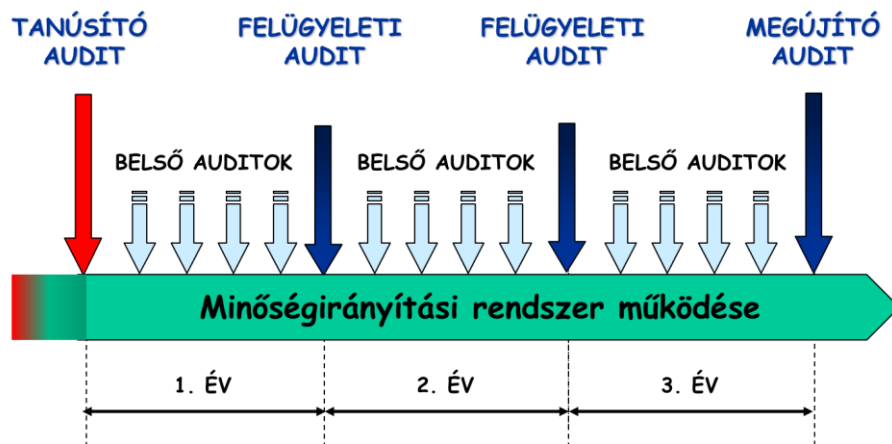 TANÚSÍTÓ
AUDIT
FELÜGYELETI
AUDIT
FELÜGYELETI
AUDIT
MEGÚJÍTÓ
AUDIT
BELSŐ AUDITOK
BELSŐ AUDITOK
BELSŐ AUDITOK
Minőségirányítási rendszer működése
1. ÉV
2. ÉV
3. ÉV